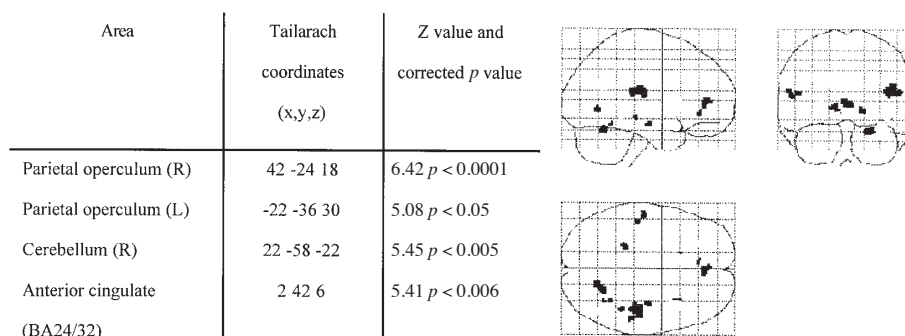 Area Tailarach Z value and
coordinates corrected p value
(x,y,z)
Parietal operculum (R) 42 -24 18 6.42 p < 0.0001
Parietal operculum (L) -22 -36 30 5.08 p < 0.05
Cerebellum (R) 22 -58 -22 5.45 p < 0.005
Anterior cingulate 2 42 6 5.41 p < 0.006
(BA24/32)